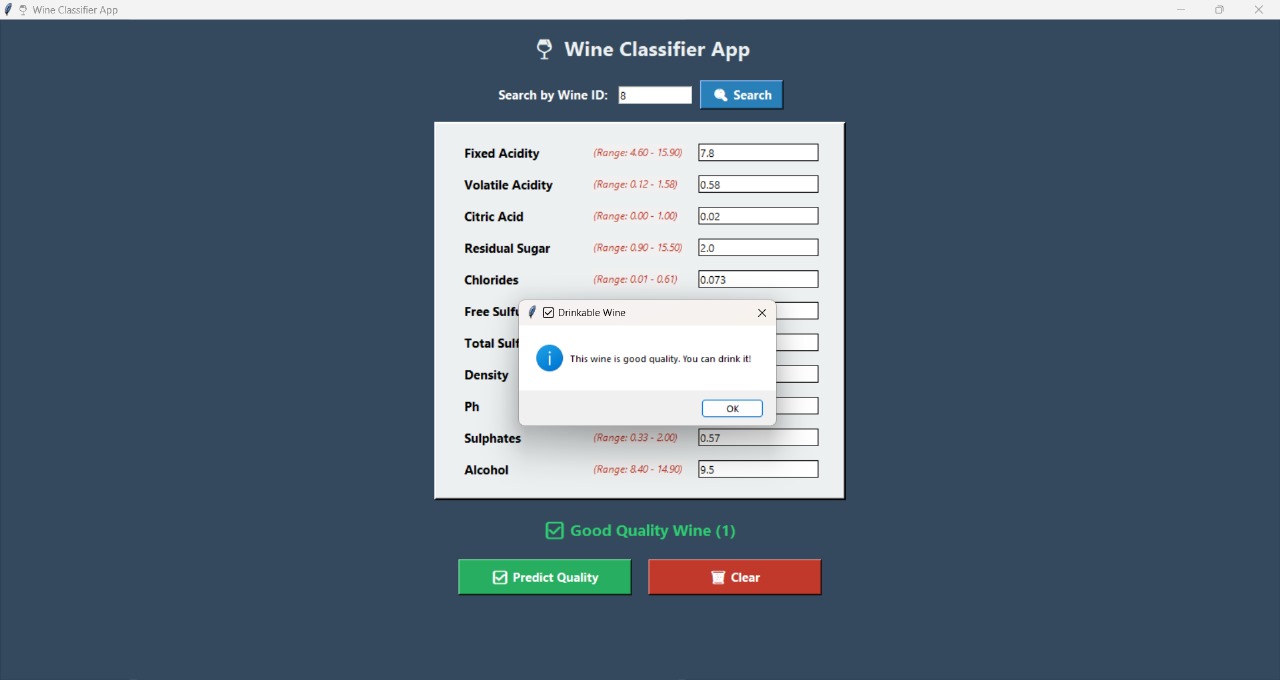 Wine Classifier App
Wine Classifier App
Search by Wine ID: 8 Search
Fixed Acidity (Range: 4.60 - 15.90) 7.8
Volatile Acidity (Range: 0.12 - 1.58) 0.58
Citric Acid (Range: 0.00 - 1.00) 0.02
Residual Sugar (Range: 0.90 - 15.50) 2.0
Chlorides (Range: 0.01 - 0.61) 0.073
Free Sulfu
Drinkable Wine
Total Sulf
This wine is good quality. You can drink it!
Density
Ph
OK
Sulphates (Range: 0.33 - 2.00) 0.57
Alcohol (Range: 8.40 - 14.90) 9.5
Good Quality Wine (1)
Predict Quality Clear